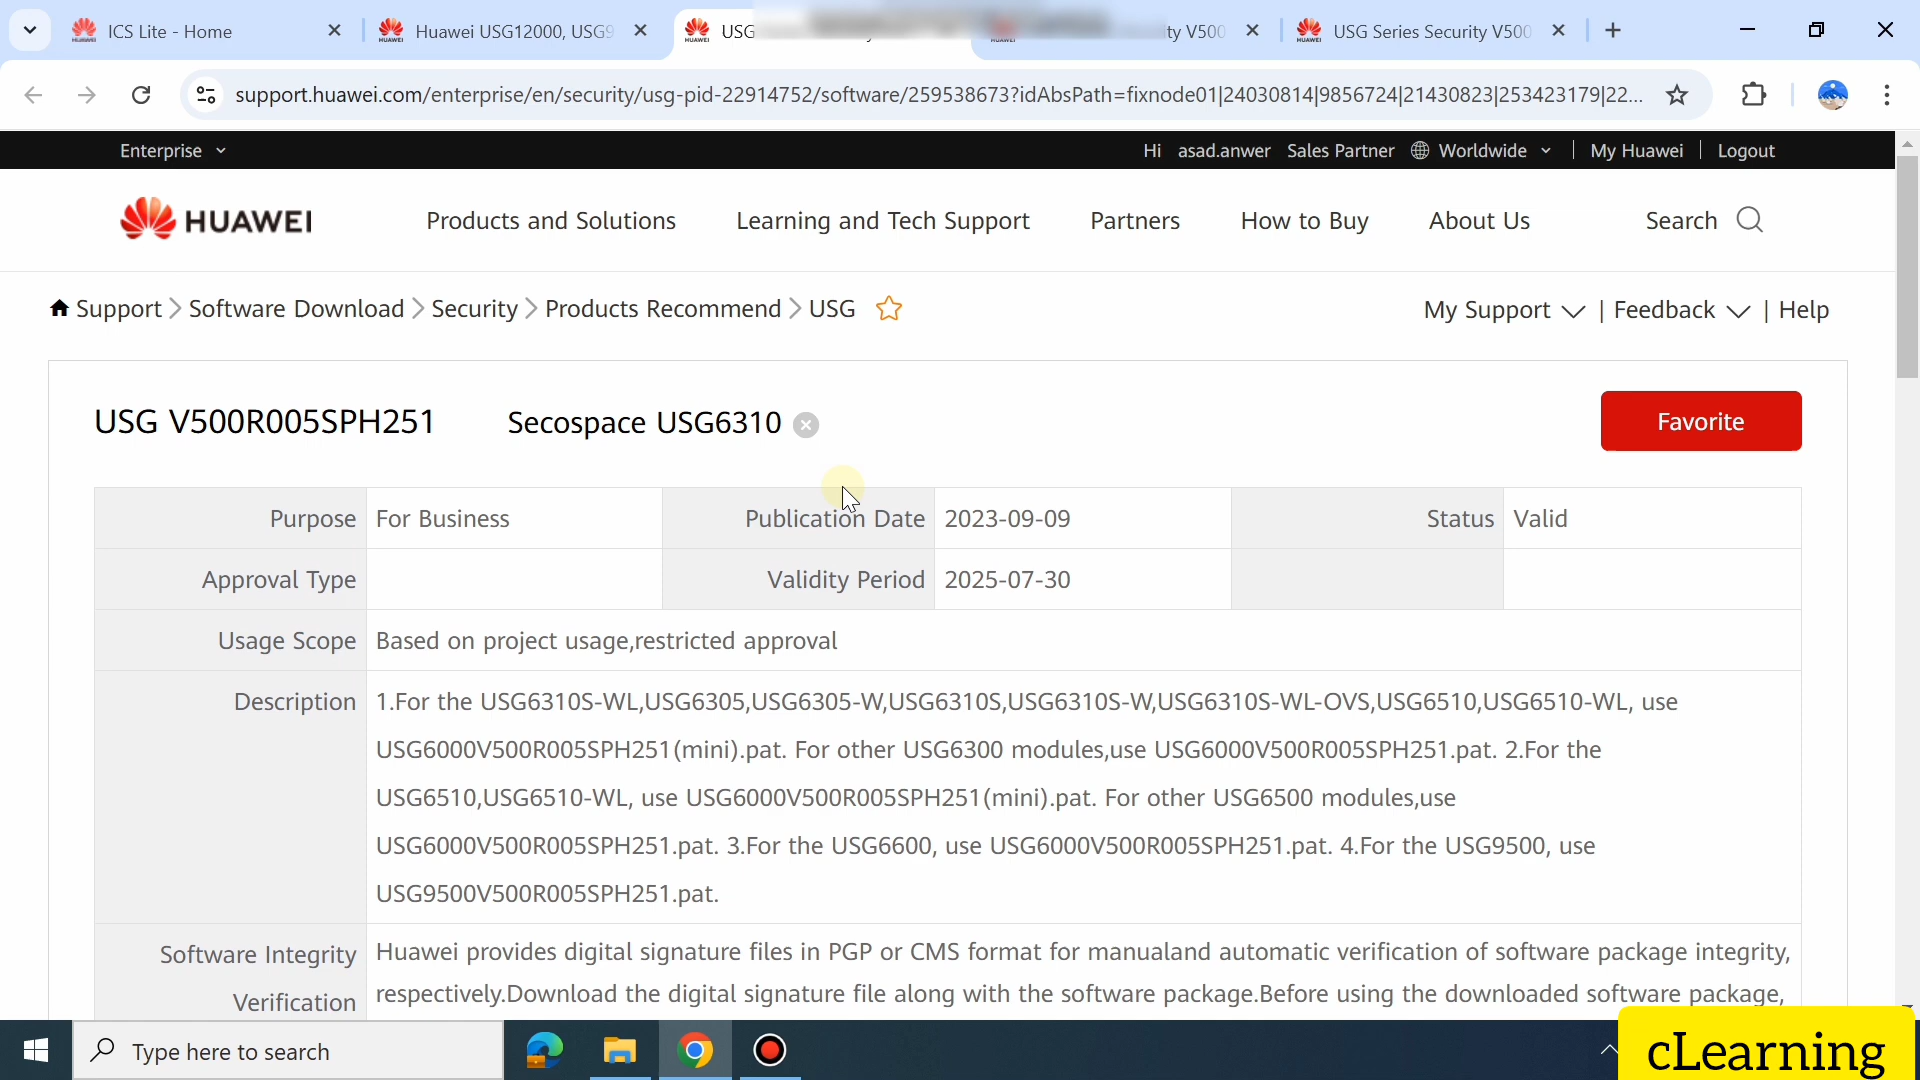 ICS Lite - Home
Huawei USG12000, USG9
USG
ty V500
USG Series Security V500
support.huawei.com/enterprise/en/security/usg-pid-22914752/software/259538673?idAbsPath=fixnode01|24030814|9856724|21430823|253423179|22...
Enterprise
Hi asad.anwer Sales Partner Worldwide | My Huawei | Logout
HUAWEI
Products and Solutions Learning and Tech Support Partners How to Buy About Us Search
Support > Software Download > Security > Products Recommend > USG
My Support | Feedback | Help
USG V500R005SPH251 Secospace USG6310
Favorite
Purpose For Business Publication Date 2023-09-09 Status Valid
Approval Type Validity Period 2025-07-30
Usage Scope Based on project usage,restricted approval
Description 1.For the USG6310S-WL,USG6305,USG6305-W,USG6310S,USG6310S-W,USG6310S-WL-OVS,USG6510,USG6510-WL, use
USG6000V500R005SPH251(mini).pat. For other USG6300 modules,use USG6000V500R005SPH251.pat. 2.For the
USG6510,USG6510-WL, use USG6000V500R005SPH251(mini).pat. For other USG6500 modules,use
USG6000V500R005SPH251.pat. 3.For the USG6600, use USG6000V500R005SPH251.pat. 4.For the USG9500, use
USG9500V500R005SPH251.pat.
Software Integrity
Verification
Huawei provides digital signature files in PGP or CMS format for manualand automatic verification of software package integrity,
respectively.Download the digital signature file along with the software package.Before using the downloaded software package,
Type here to search
cLearning